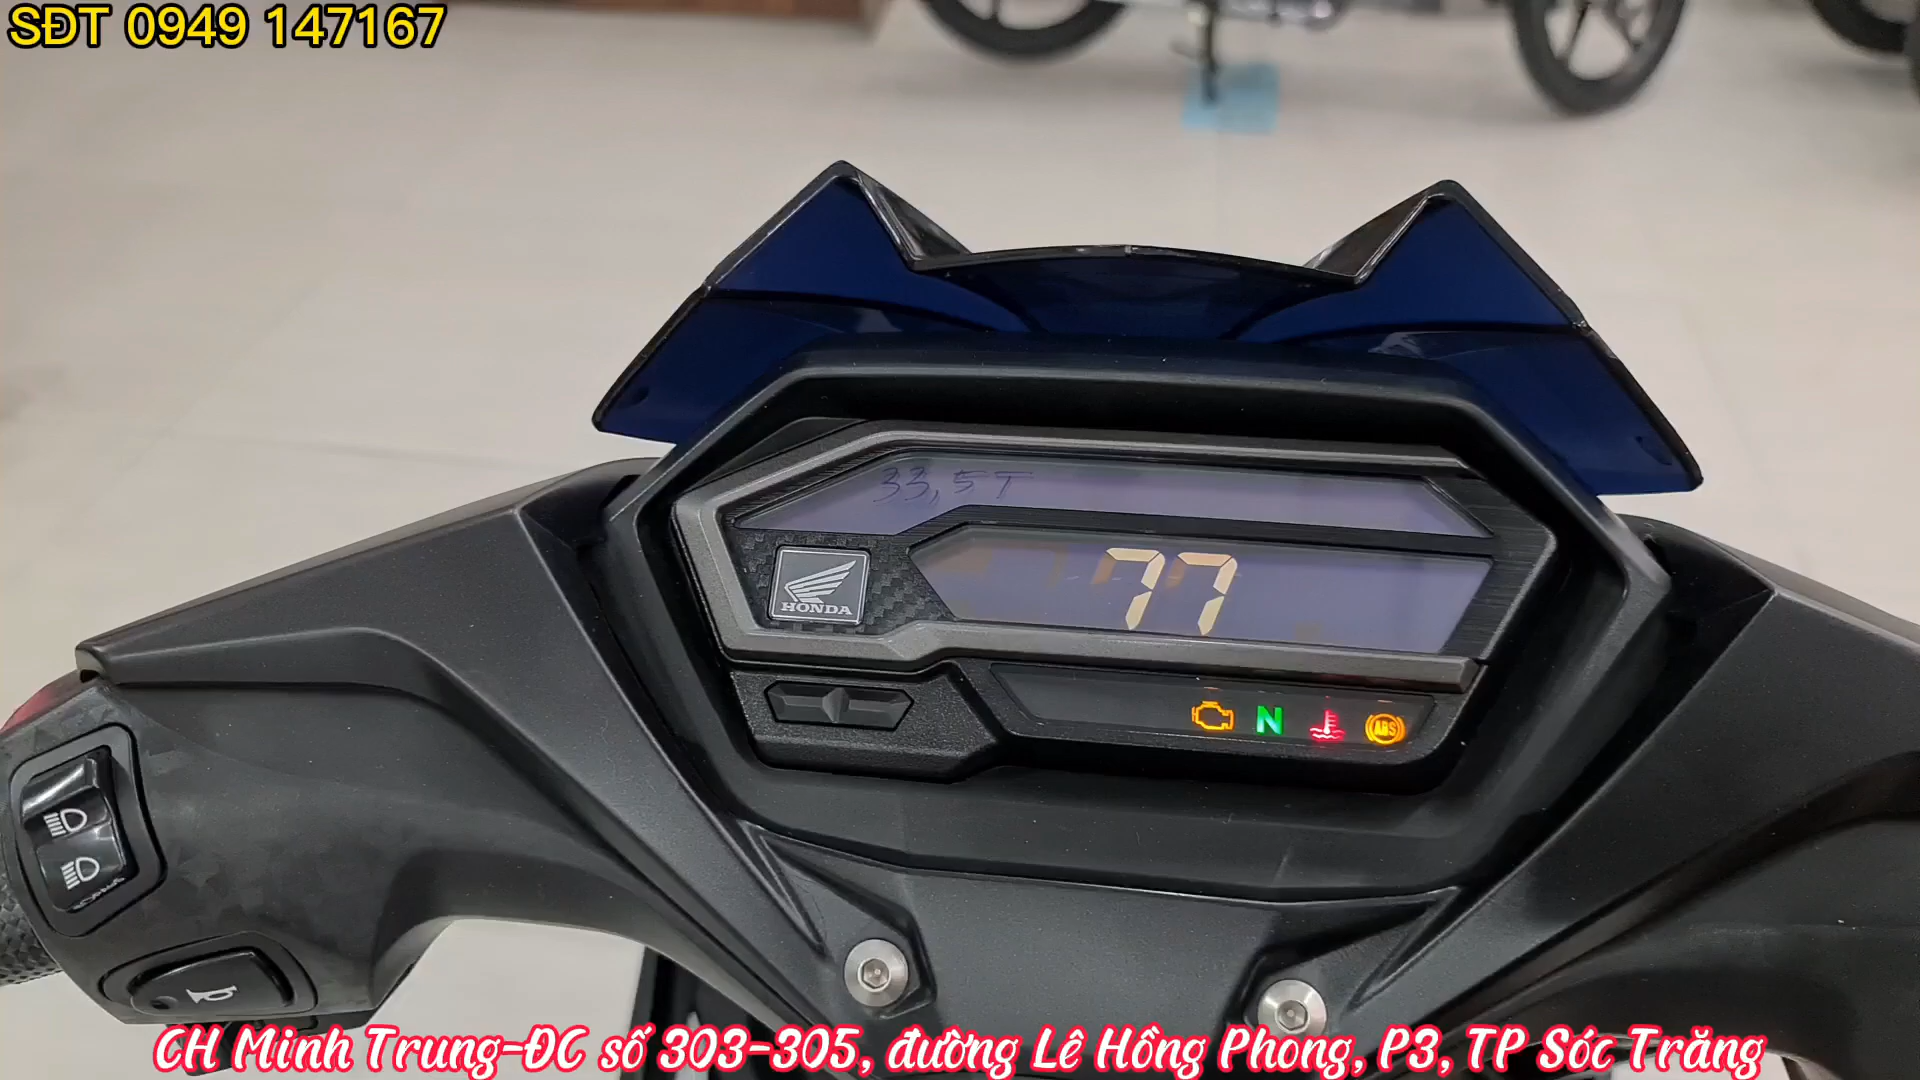 SĐT 0949 147167
33,5T
77
HONDA
N
ABS
CH Minh Trung-ĐC số 303-305, đường Lê Hồng Phong, P3, TP Sóc Trăng